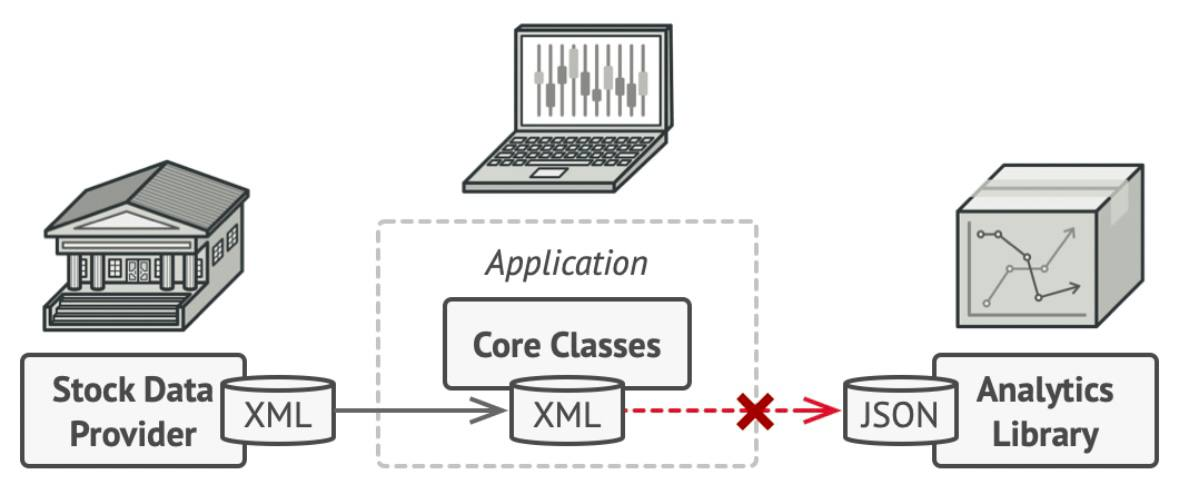 Application
Core Classes
Stock Data
Provider
XML
XML
JSON
Analytics
Library